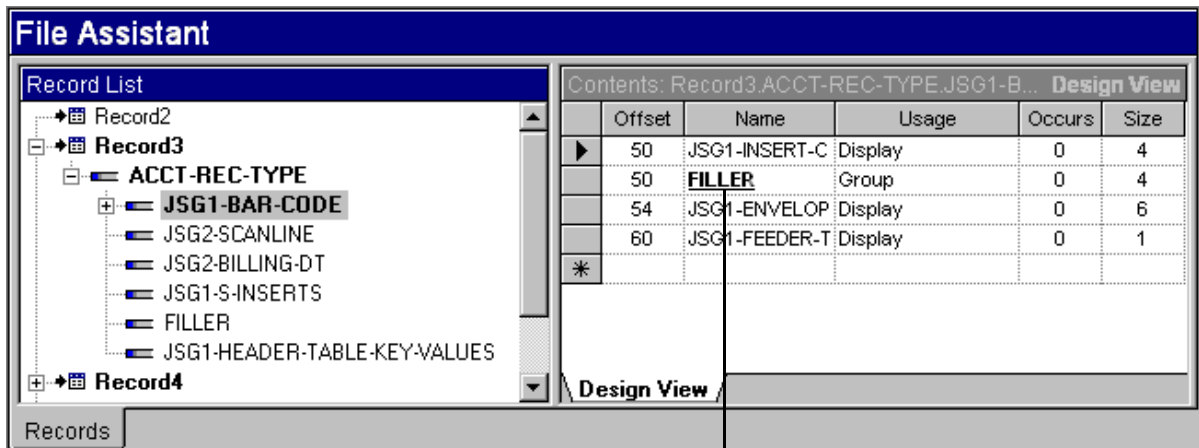 File Assistant
Record List
Record2
Record3
ACCT-REC-TYPE
JSG1-BAR-CODE
JSG2-SCANLINE
JSG2-BILLING-DT
JSG1-S-INSERTS
FILLER
JSG1-HEADER-TABLE-KEY-VALUES
Record4
Records
Contents: Record3.ACCT-REC-TYPE.JSG1-B... Design View
Offset Name Usage Occurs Size
50 JSG1-INSERT-C Display 0 4
50 FILLER Group 0 4
54 JSG1-ENVELOP Display 0 6
60 JSG1-FEEDER-T Display 0 1
Design View